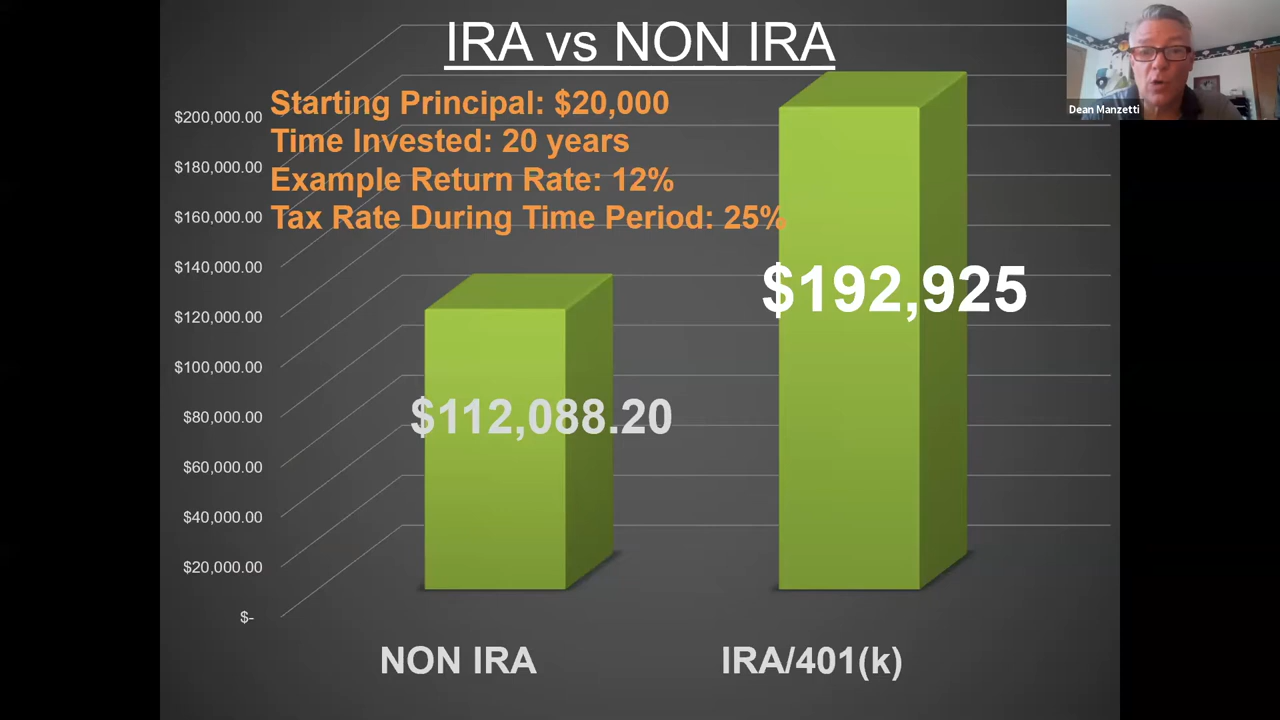 IRA vs NON IRA
Dean Manzetti
Starting Principal: $20,000
Time Invested: 20 years
Example Return Rate: 12%
Tax Rate During Time Period: 25%
$200,000.00
$180,000.00
$160,000.00
$140,000.00
$120,000.00
$100,000.00
$80,000.00
$60,000.00
$40,000.00
$20,000.00
$-
$192,925
$112,088.20
NON IRA
IRA/401(k)